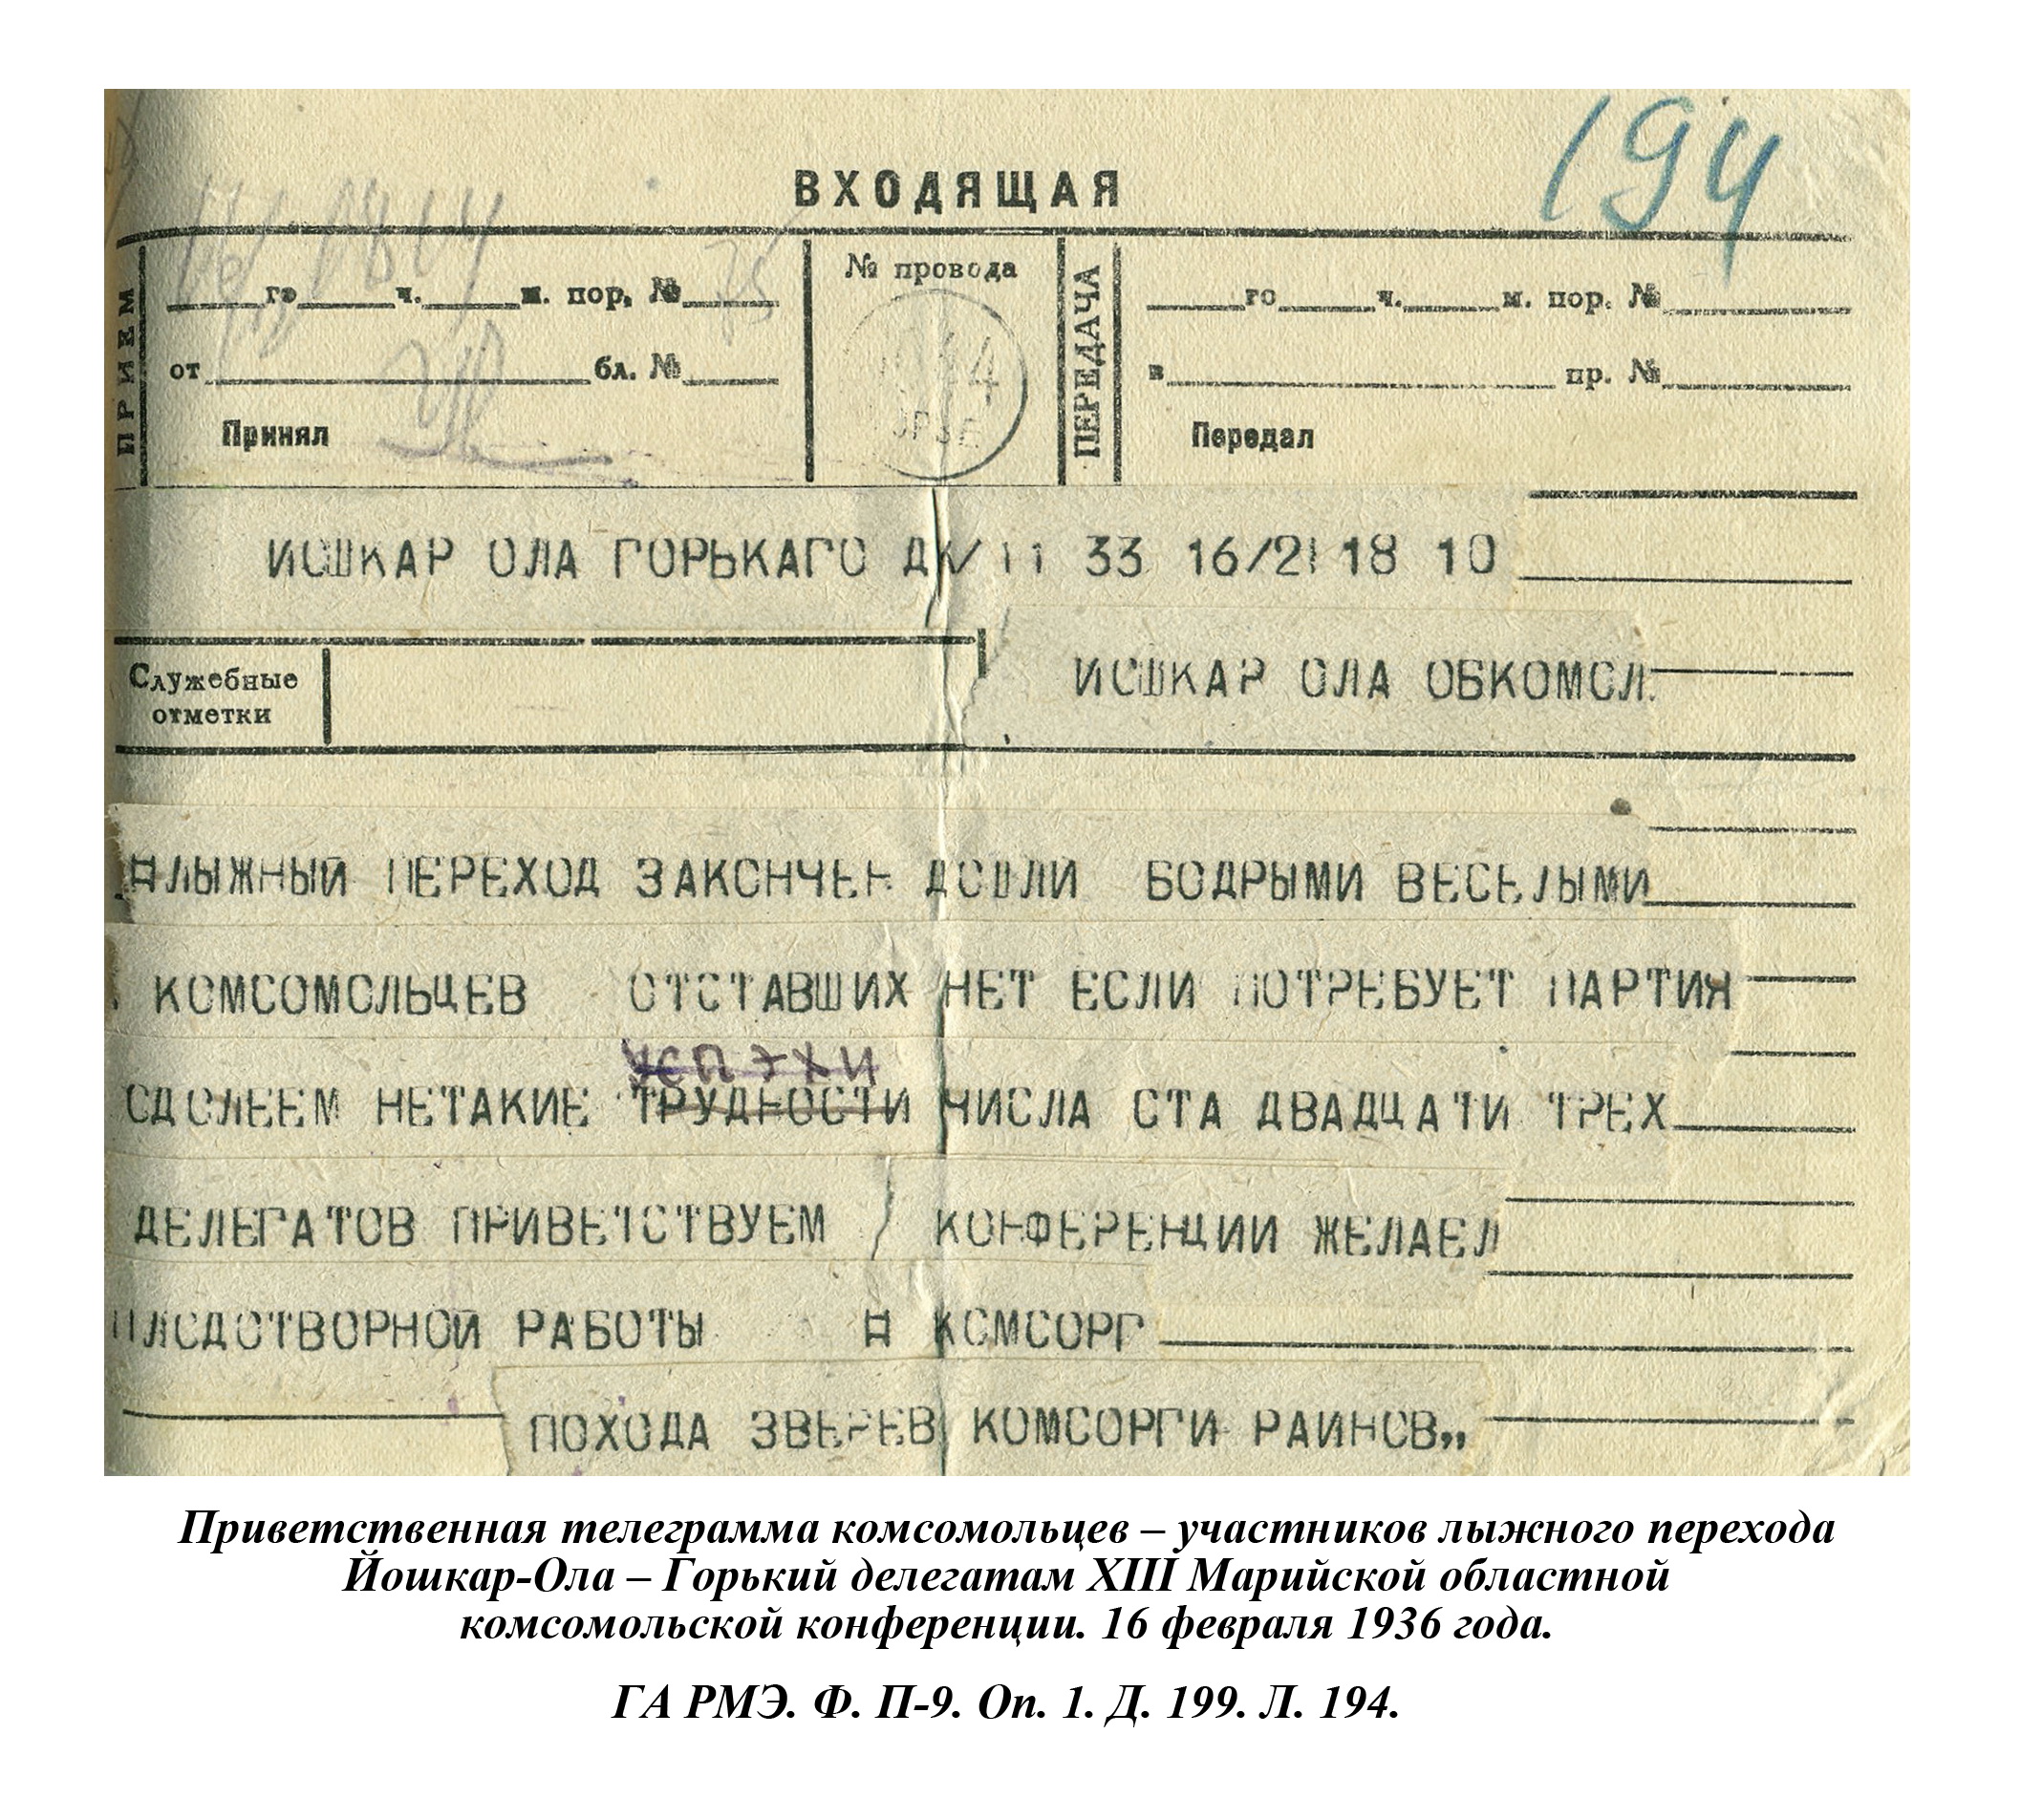 194
ВХОДЯЩАЯ
ПРИЕМ
го ч. м. пор. №
от бл. №
Принял
№ провода
ПЕРЕДАЧА
го ч. м. пор. №
в пр. №
Передал
ИОШКАР ОЛА ГОРЬКАГО 33 16/2 18 10
Служебные
отметки
ИОШКАР ОЛА ОБКОМОЛ
ЛЫЖНЫЙ ПЕРЕХОД ЗАКОНЧЕН ДОШЛИ БОДРЫМИ ВЕСЕЛЫМИ
КОМСОМОЛЬЦЕВ ОТСТАВШИХ НЕТ ЕСЛИ ПОТРЕБУЕТ ПАРТИЯ
УСПЭХИ
СДОЛЕЕМ НЕТАКИЕ ТРУДНОСТИ ЧИСЛА СТА ДВАДЦАТИ ТРЕХ
ДЕЛЕГАТОВ ПРИВЕТСТВУЕМ / КОНФЕРЕНЦИИ ЖЕЛАЕЛ
ПЛОДОТВОРНОЙ РАБОТЫ КОМСОРГ
ПОХОДА ЗВЕРЕВ КОМСОРГИ РАИНОВ,,
Приветственная телеграмма комсомольцев – участников лыжного перехода
Йошкар-Ола – Горький делегатам XIII Марийской областной
комсомольской конференции. 16 февраля 1936 года.
ГА РМЭ. Ф. П-9. Оп. 1. Д. 199. Л. 194.